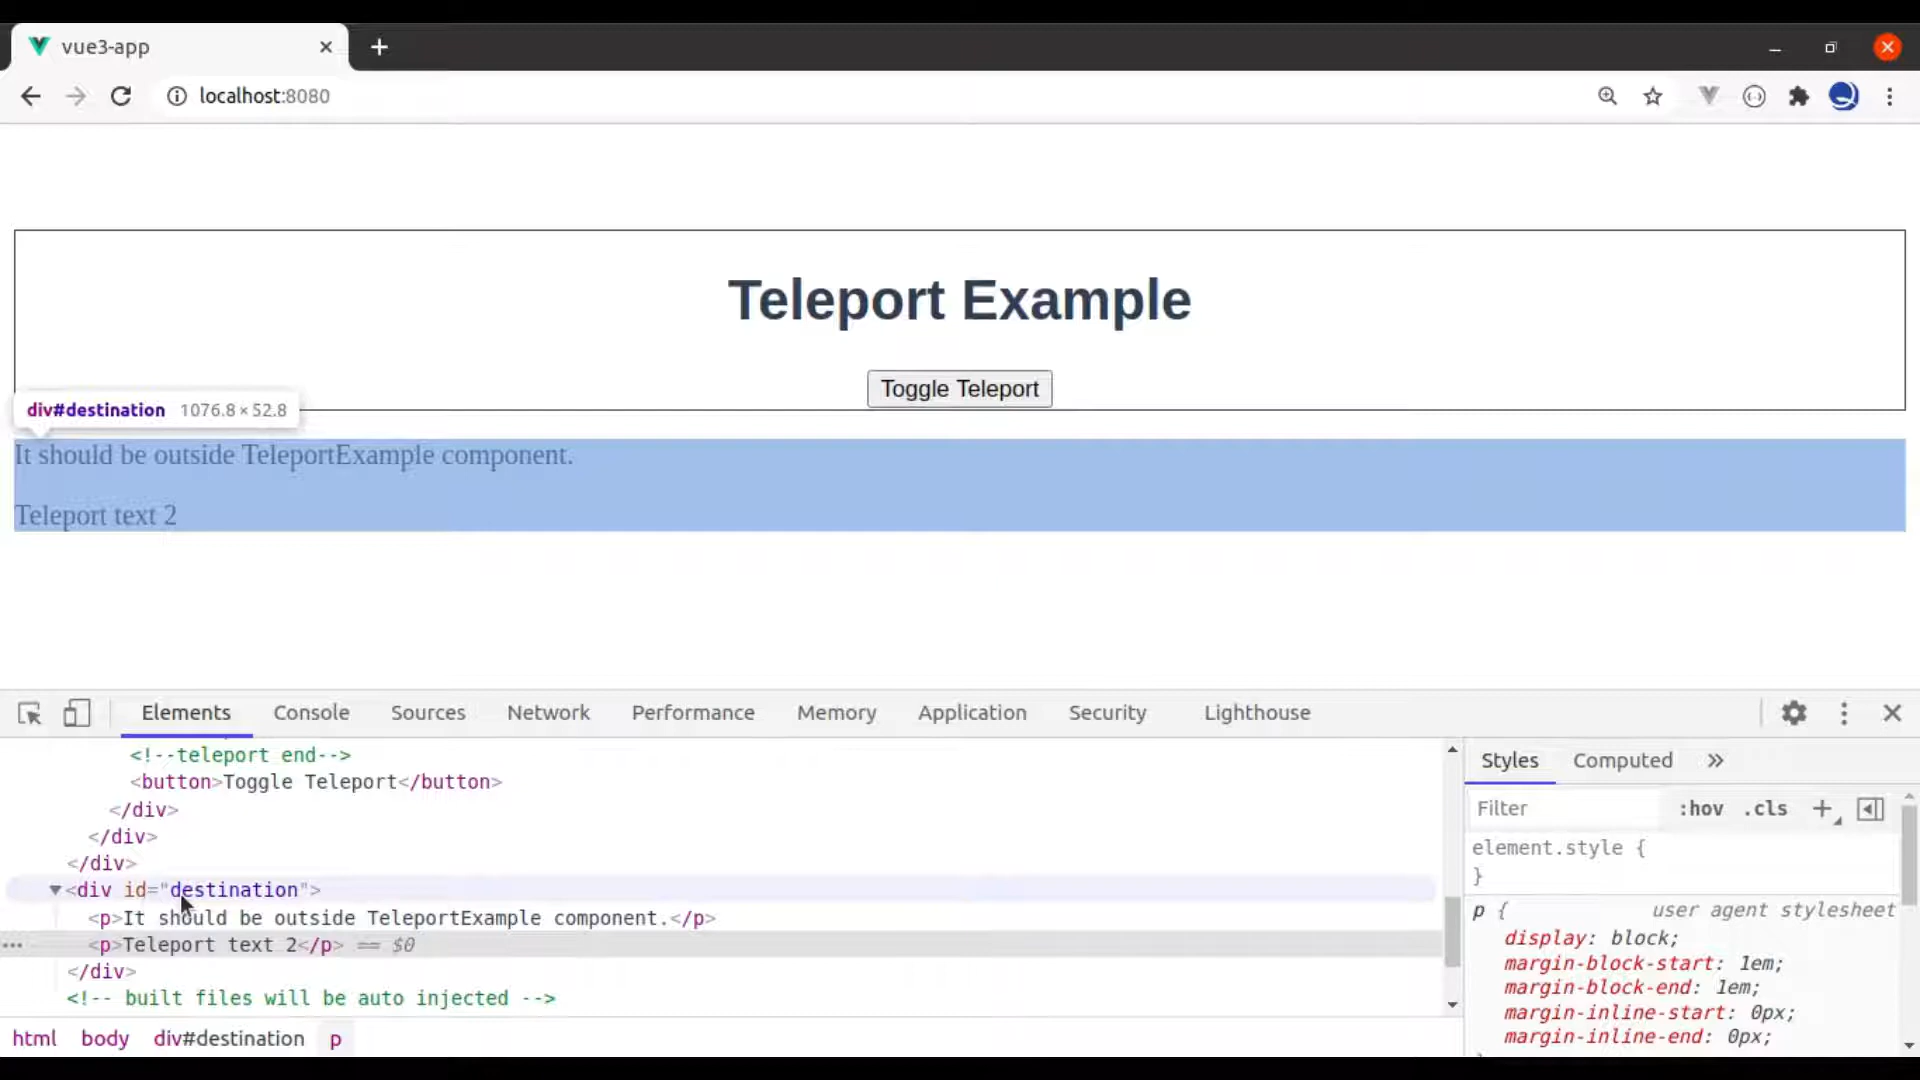 vue3-app
localhost:8080
Teleport Example
Toggle Teleport
div#destination 1076.8 × 52.8
It should be outside TeleportExample component.
Teleport text 2
Elements Console Sources Network Performance Memory Application Security Lighthouse
<!--teleport end-->
<button>Toggle Teleport</button>
</div>
</div>
</div>
<div id="destination">
<p>It should be outside TeleportExample component.</p>
<p>Teleport text 2</p> == $0
</div>
<!-- built files will be auto injected -->
html body div#destination p
Styles Computed »
Filter :hov .cls +
element.style {
}
p { user agent stylesheet
display: block;
margin-block-start: 1em;
margin-block-end: 1em;
margin-inline-start: 0px;
margin-inline-end: 0px;